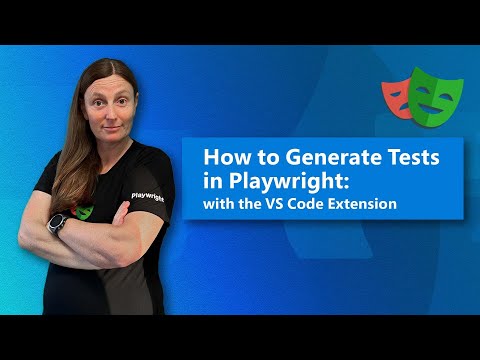 playwright
How to Generate Tests
in Playwright:
with the VS Code Extension